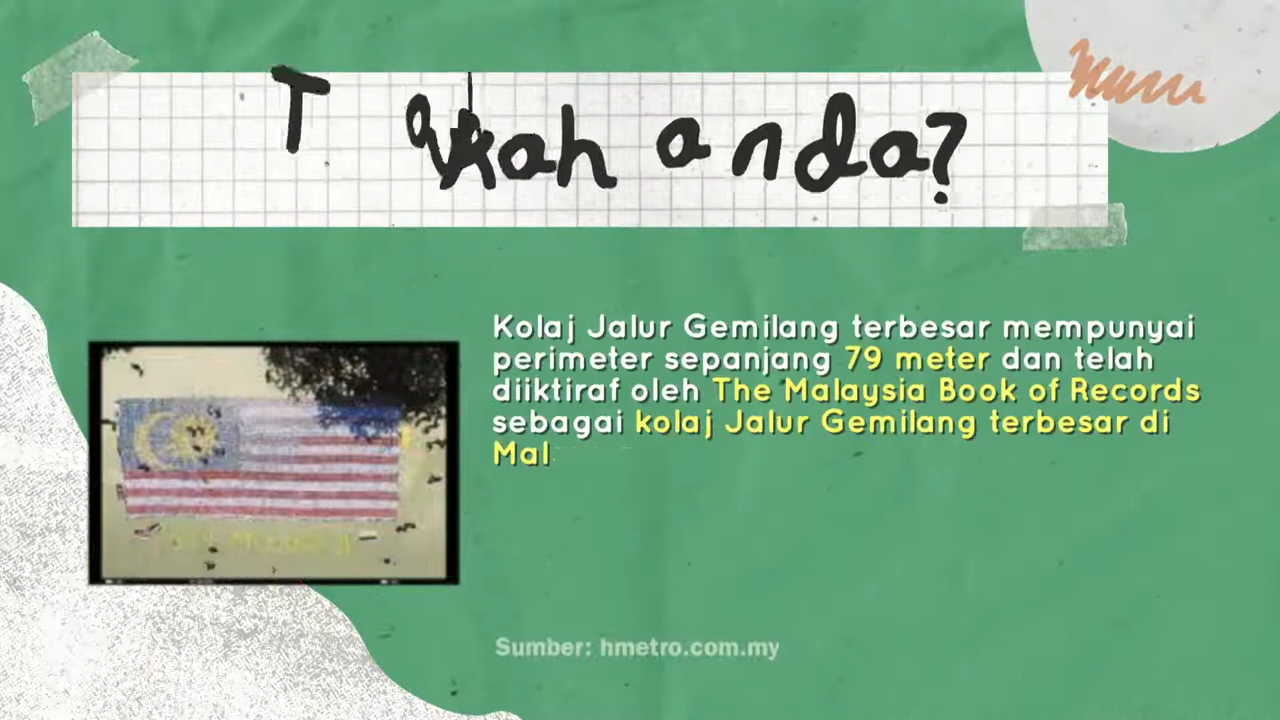 anda?
Kolaj Jalur Gemilang terbesar mempunyai
perimeter sepanjang 79 meter dan telah
diiktiraf oleh The Malaysia Book of Records
sebagai kolaj Jalur Gemilang terbesar di
Mal
Sumber: hmetro.com.my